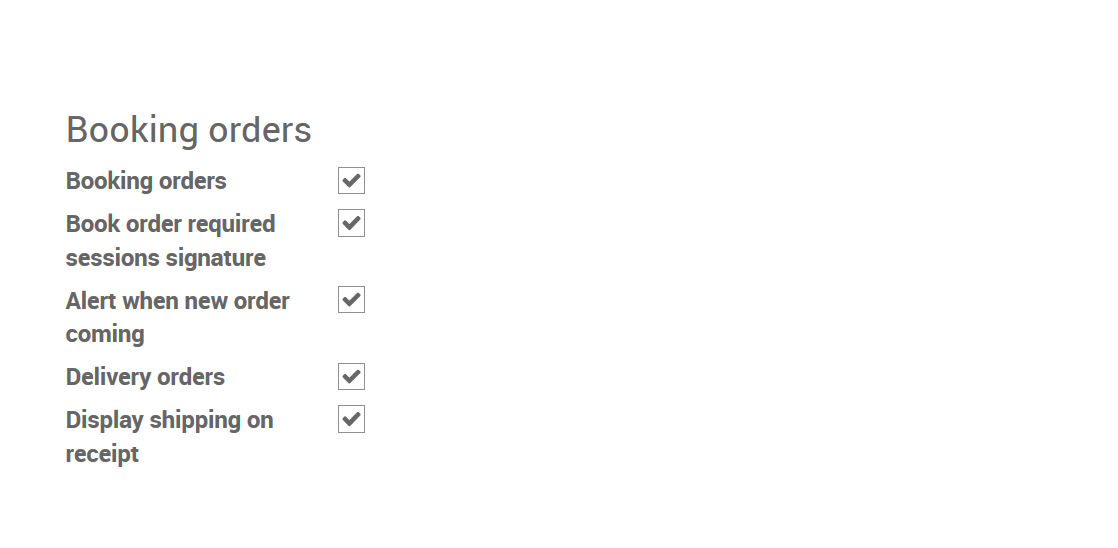 Booking orders
Booking orders
Book order required
sessions signature
Alert when new order
coming
Delivery orders
Display shipping on
receipt